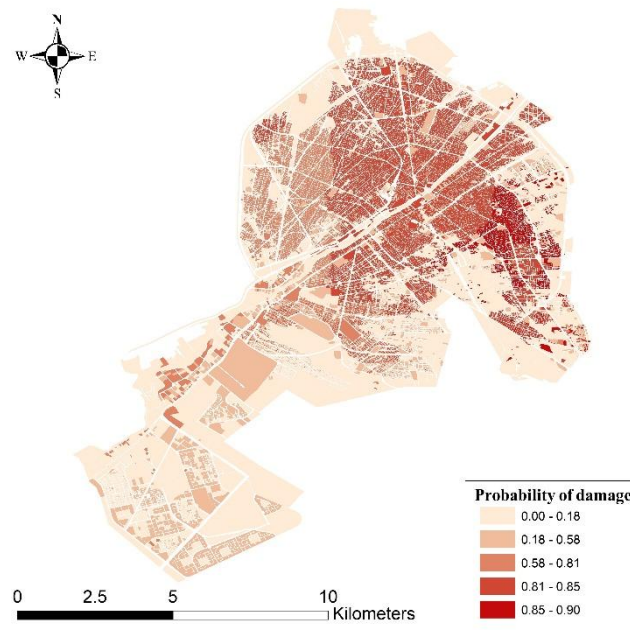 N
W E
S
Probability of damage
0.00 - 0.18
0.18 - 0.58
0.58 - 0.81
0.81 - 0.85
0.85 - 0.90
0 2.5 5 10
Kilometers